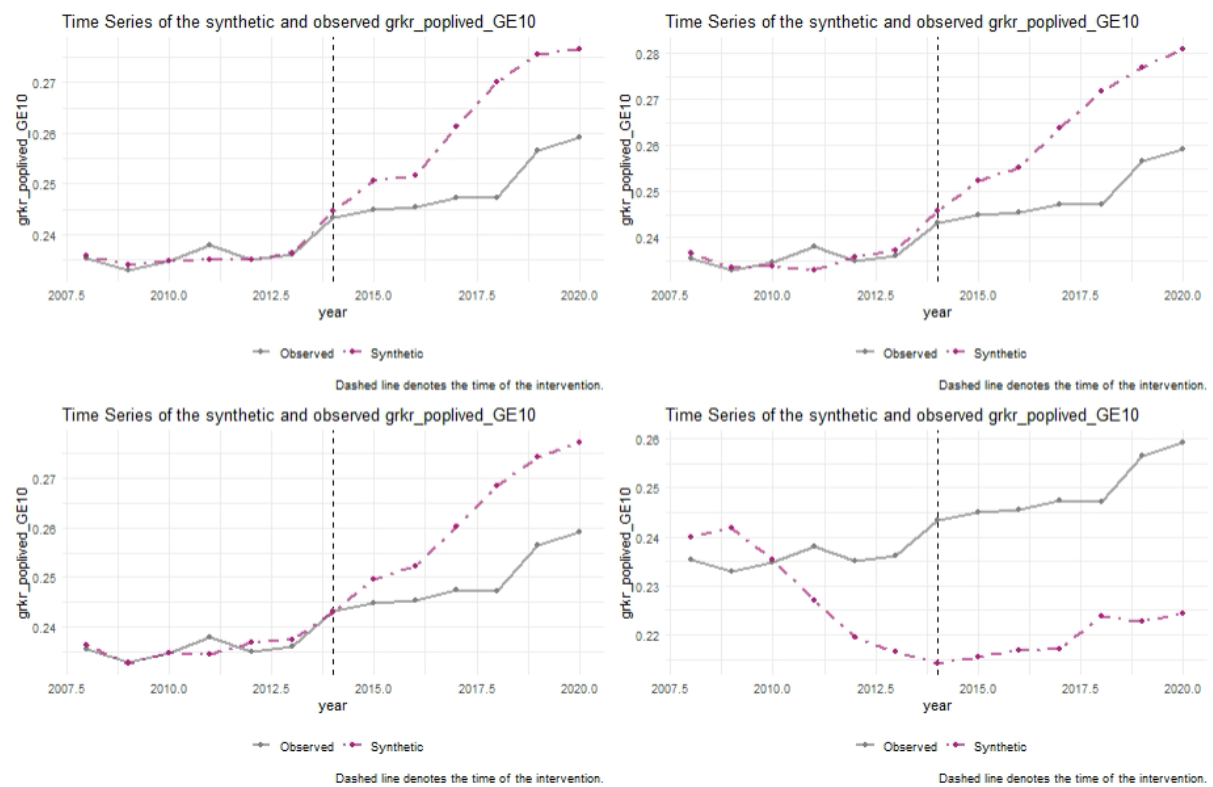 Time Series of the synthetic and observed grkr_poplived_GE10
grkr_poplived_GE10
0.27
0.26
0.25
0.24
2007.5 2010.0 2012.5 2015.0 2017.5 2020.0
year
Observed Synthetic
Dashed line denotes the time of the intervention.
Time Series of the synthetic and observed grkr_poplived_GE10
grkr_poplived_GE10
0.28
0.27
0.26
0.25
0.24
2007.5 2010.0 2012.5 2015.0 2017.5 2020.0
year
Observed Synthetic
Dashed line denotes the time of the intervention.
Time Series of the synthetic and observed grkr_poplived_GE10
grkr_poplived_GE10
0.27
0.26
0.25
0.24
2007.5 2010.0 2012.5 2015.0 2017.5 2020.0
year
Observed Synthetic
Dashed line denotes the time of the intervention.
Time Series of the synthetic and observed grkr_poplived_GE10
grkr_poplived_GE10
0.26
0.25
0.24
0.23
0.22
2007.5 2010.0 2012.5 2015.0 2017.5 2020.0
year
Observed Synthetic
Dashed line denotes the time of the intervention.